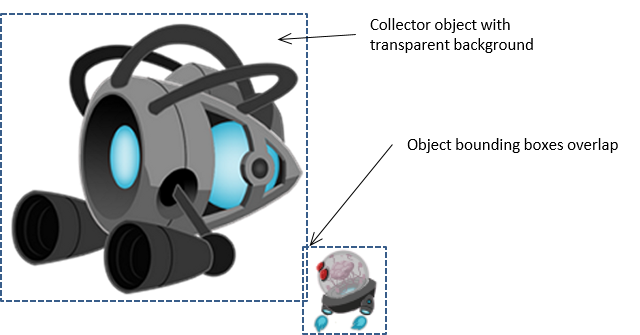 Collector object with
transparent background
Object bounding boxes overlap